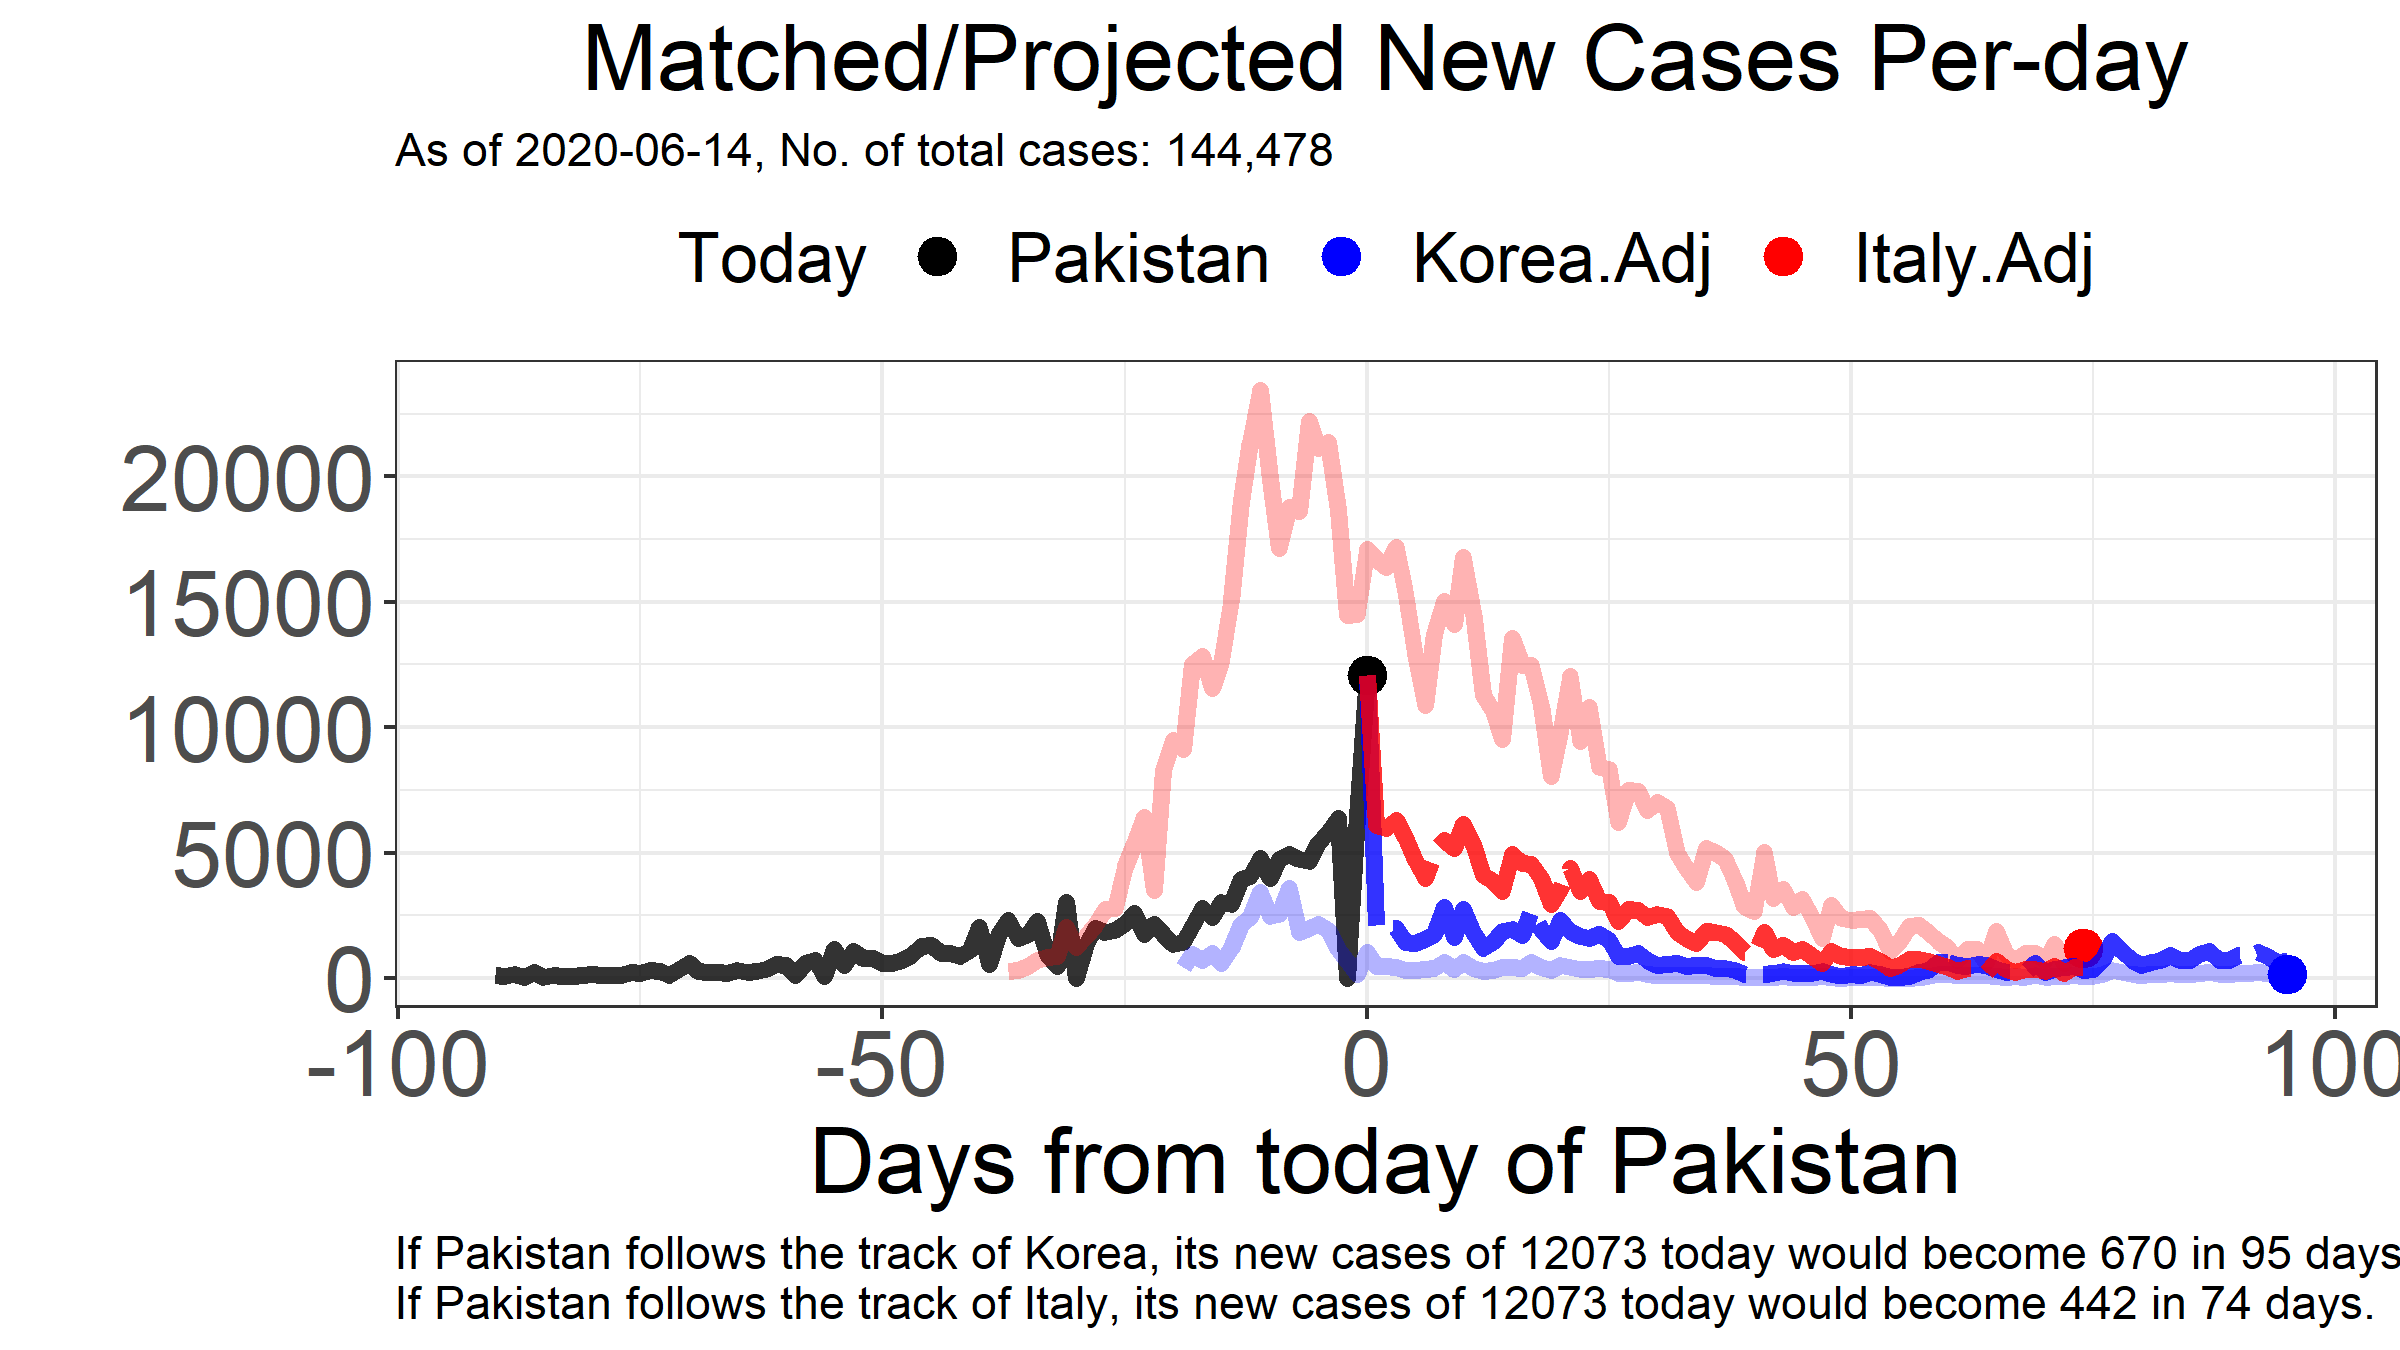 Matched/Projected New Cases Per-day
As of 2020-06-14, No. of total cases: 144,478
Today Pakistan Korea.Adj Italy.Adj
20000
15000
10000
5000
0
-100 -50 0 50 100
Days from today of Pakistan
If Pakistan follows the track of Korea, its new cases of 12073 today would become 670 in 95 days
If Pakistan follows the track of Italy, its new cases of 12073 today would become 442 in 74 days.